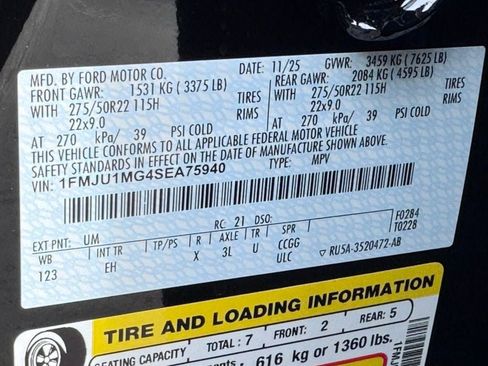 MFD. BY FORD MOTOR CO. 11/25 GVWR: 3459 KG ( 7625 LB)
FRONT GAWR: 1531 KG ( 3375 LB) REAR GAWR: 2084 KG ( 4595 LB)
WITH 275/50R22 115H TIRES WITH 275/50R22 115H TIRES
22x9.0 RIMS 22x9.0 RIMS
AT 270 kPa/ 39 PSI COLD AT 270 kPa/ 39 PSI COLD
THIS VEHICLE CONFORMS TO ALL APPLICABLE FEDERAL MOTOR VEHICLE
SAFETY STANDARDS IN EFFECT ON THE DATE OF MANUFACTURE SHOWN ABOVE.
VIN: 1FMJU1MG4SEA75940 TYPE: MPV
F0284
T0228
EXT PNT: UM RC: 21 DSO:
WB INT TR TP/PS R AXLE TR SPR
123 EH X 3L U CCGG
ULC ▽ RU5A-3520472-AB
TIRE AND LOADING INFORMATION
SEATING CAPACITY TOTAL: 7 FRONT: 2 REAR: 5
616 kg or 1360 lbs.
1FMJ